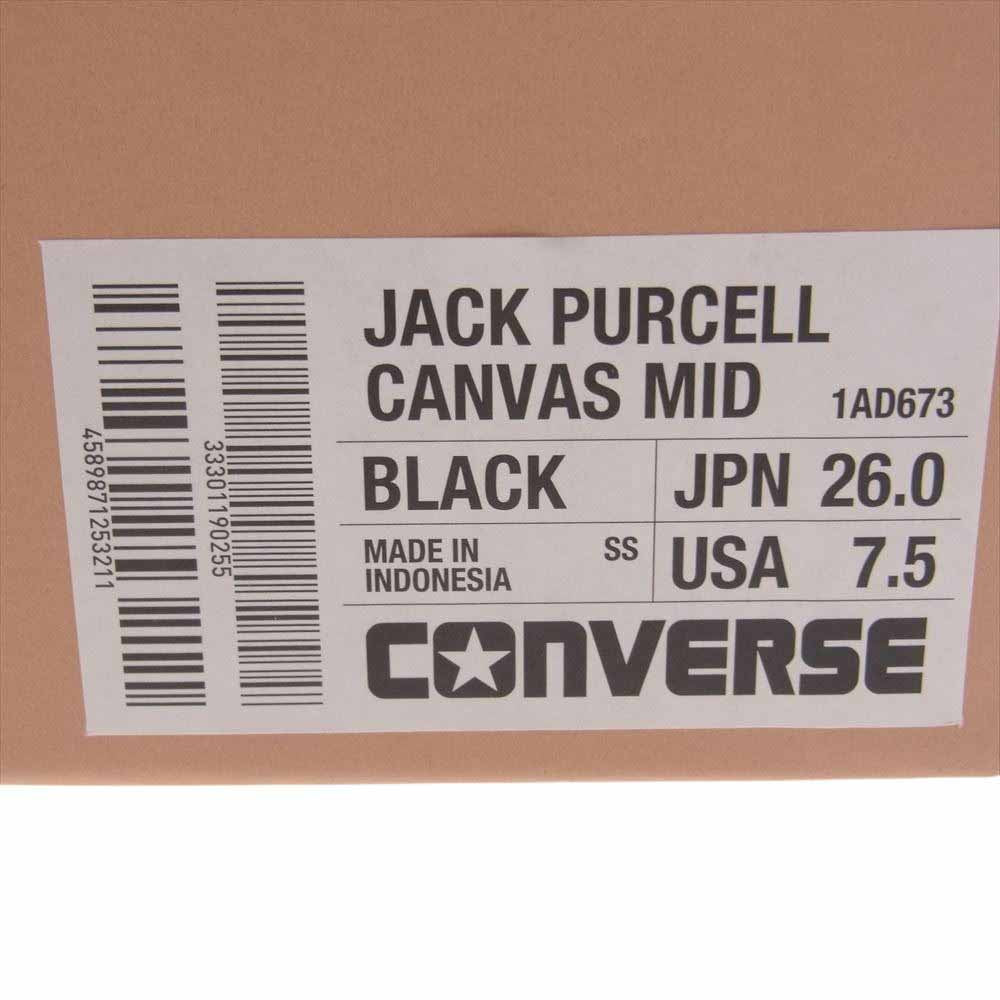 JACK PURCELL
CANVAS MID 1AD673
BLACK JPN 26.0
MADE IN INDONESIA SS USA 7.5
CONVERSE
4589871253211
33301190255